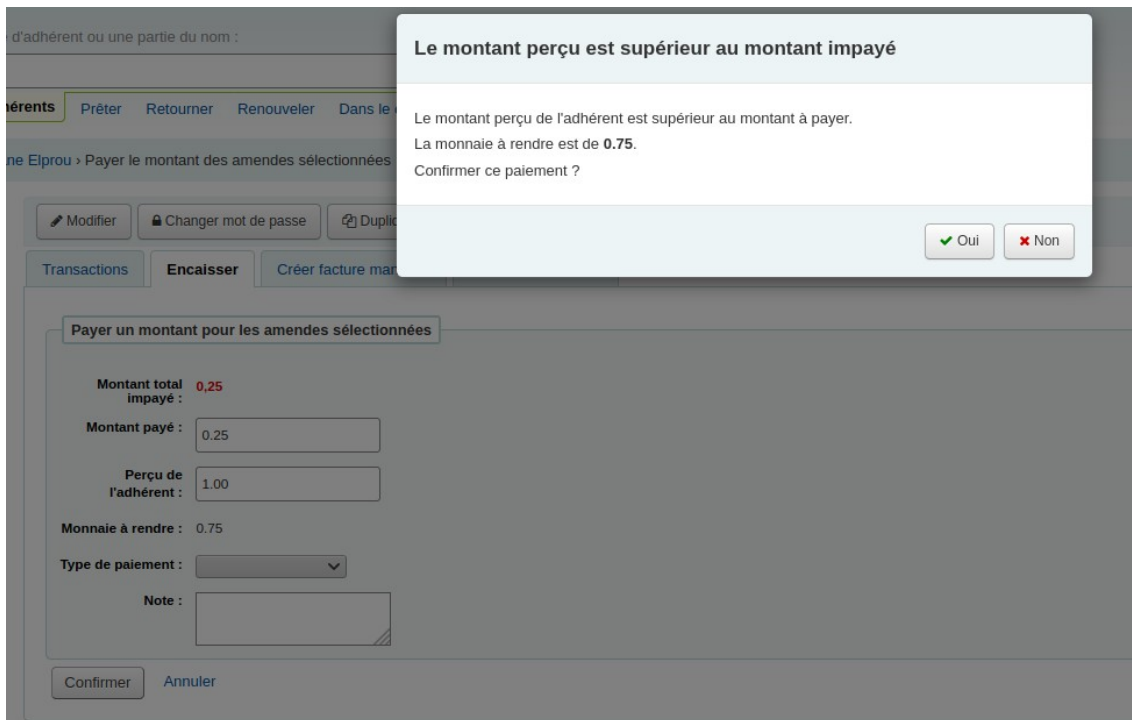 d'adhérent ou une partie du nom :
Le montant perçu est supérieur au montant impayé
Le montant perçu de l'adhérent est supérieur au montant à payer.
La monnaie à rendre est de 0.75.
Confirmer ce paiement ?
Oui Non
Prêter Retourner Renouveler Dans le
Elprou › Payer le montant des amendes sélectionnées
Modifier Changer mot de passe
Transactions Encaisser Créer facture
Payer un montant pour les amendes sélectionnées
Montant total
impayé : 0,25
Montant payé : 0.25
Perçu de
l'adhérent : 1.00
Monnaie à rendre : 0.75
Type de paiement :
Note :
Confirmer Annuler